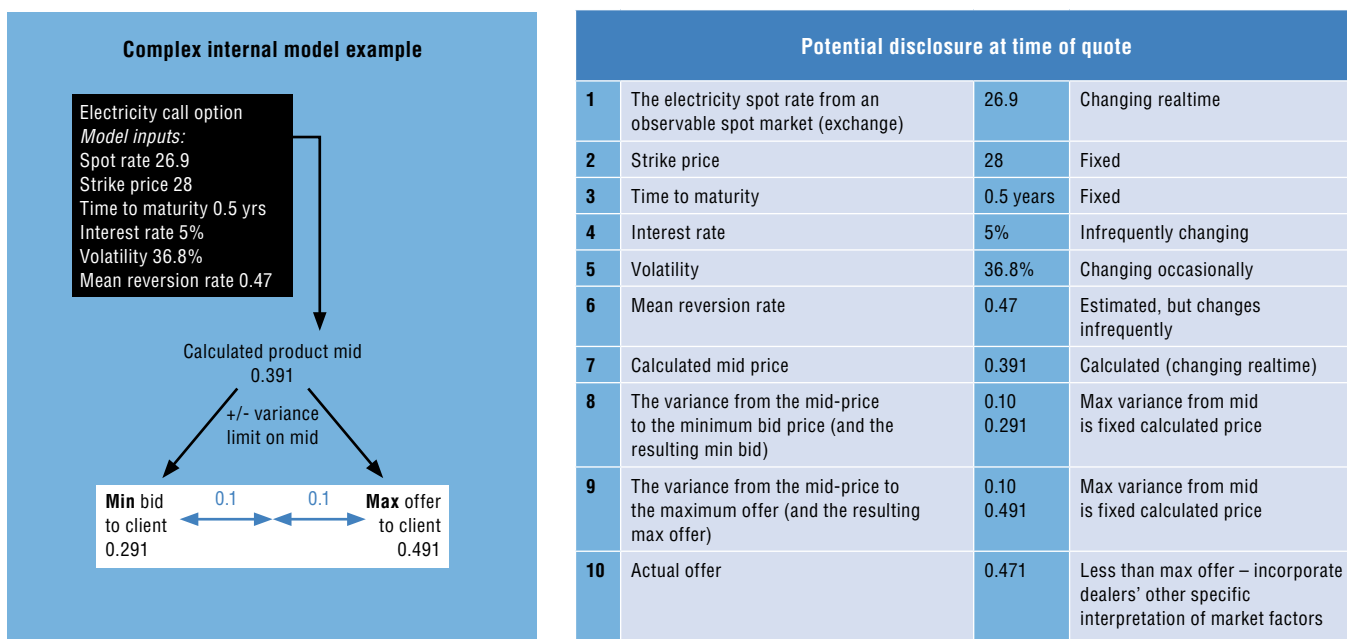 Complex internal model example
Electricity call option
Model inputs:
Spot rate 26.9
Strike price 28
Time to maturity 0.5 yrs
Interest rate 5%
Volatility 36.8%
Mean reversion rate 0.47
Calculated product mid
0.391
+/- variance
limit on mid
Min bid
to client
0.291
0.1
0.1
Max offer
to client
0.491
Potential disclosure at time of quote
1 The electricity spot rate from an 26.9 Changing realtime
observable spot market (exchange)
2 Strike price 28 Fixed
3 Time to maturity 0.5 years Fixed
4 Interest rate 5% Infrequently changing
5 Volatility 36.8% Changing occasionally
6 Mean reversion rate 0.47 Estimated, but changes
infrequently
7 Calculated mid price 0.391 Calculated (changing realtime)
8 The variance from the mid-price 0.10 Max variance from mid
to the minimum bid price (and the 0.291 is fixed calculated price
resulting min bid)
9 The variance from the mid-price to 0.10 Max variance from mid
the maximum offer (and the resulting 0.491 is fixed calculated price
max offer)
10 Actual offer 0.471 Less than max offer – incorporate
dealers’ other specific
interpretation of market factors